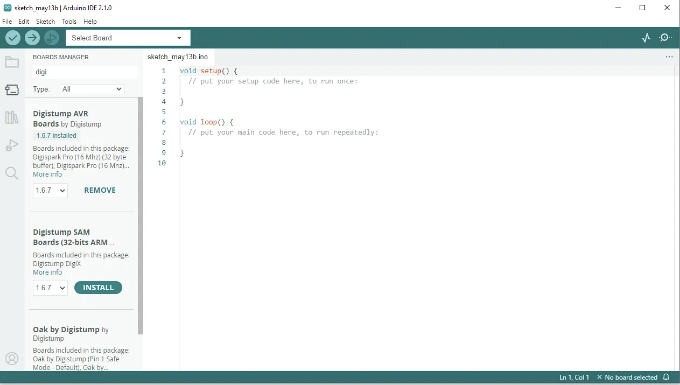 sketch_may13b | Arduino IDE 2.1.0
File Edit Sketch Tools Help
Select Board
BOARDS MANAGER
digi
Type: All
Digistump AVR
Boards by Digistump
1.6.7 installed
Boards included in this package:
Digispark Pro (16 Mhz) (32 byte
buffer), Digispark Pro (16 Mhz)...
More info
1.6.7 REMOVE
Digistump SAM
Boards (32-bits ARM...
Boards included in this package:
Digistump DigiX
More info
1.6.7 INSTALL
Oak by Digistump by
Digistump
Boards included in this package:
Oak by Digistump (Pin 1 Safe
Mode - Default), Oak by...
sketch_may13b.ino
1 void setup() {
2 // put your setup code here, to run once:
3
4 }
5
6 void loop() {
7 // put your main code here, to run repeatedly:
8
9 }
10
Ln 1, Col 1 × No board selected